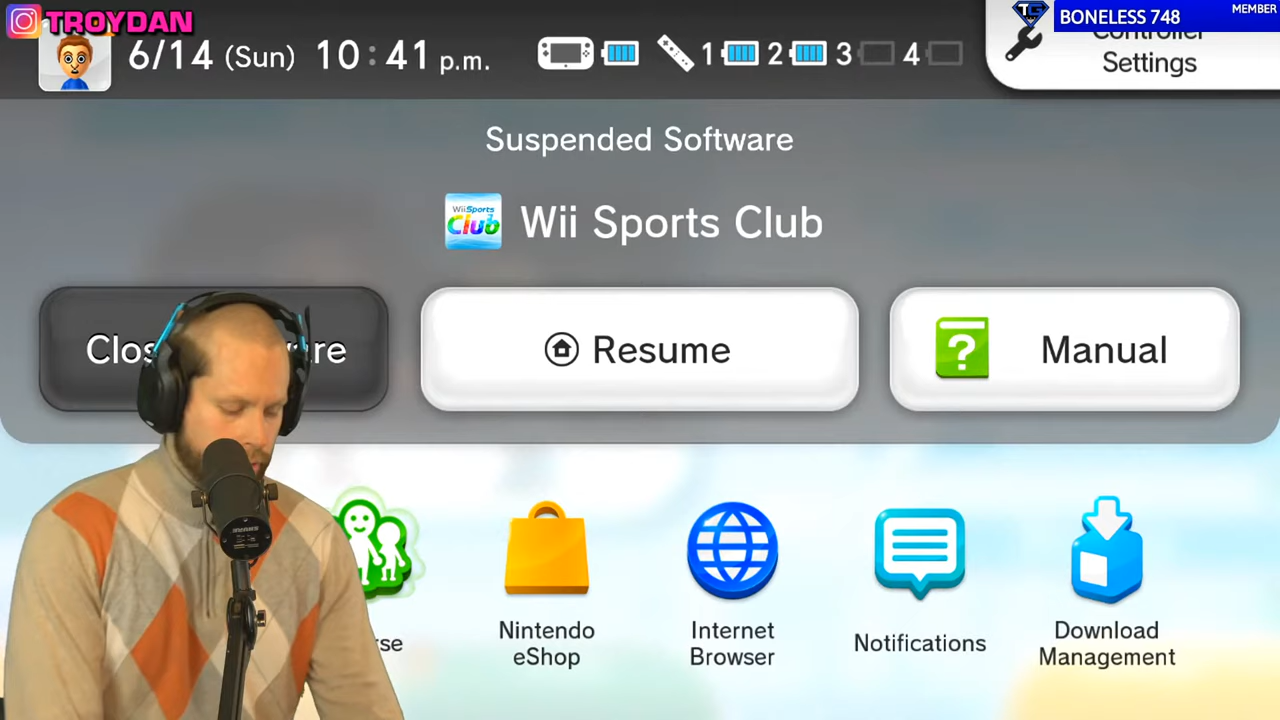 TROYDAN
6/14 (Sun) 10:41 p.m.
1 2 3 4
BONELESS 748
MEMBER
Controller
Settings
Suspended Software
Wii Sports Club
Wii Sports Club
Resume
? Manual
Nintendo
eShop
Internet
Browser
Notifications
Download
Management